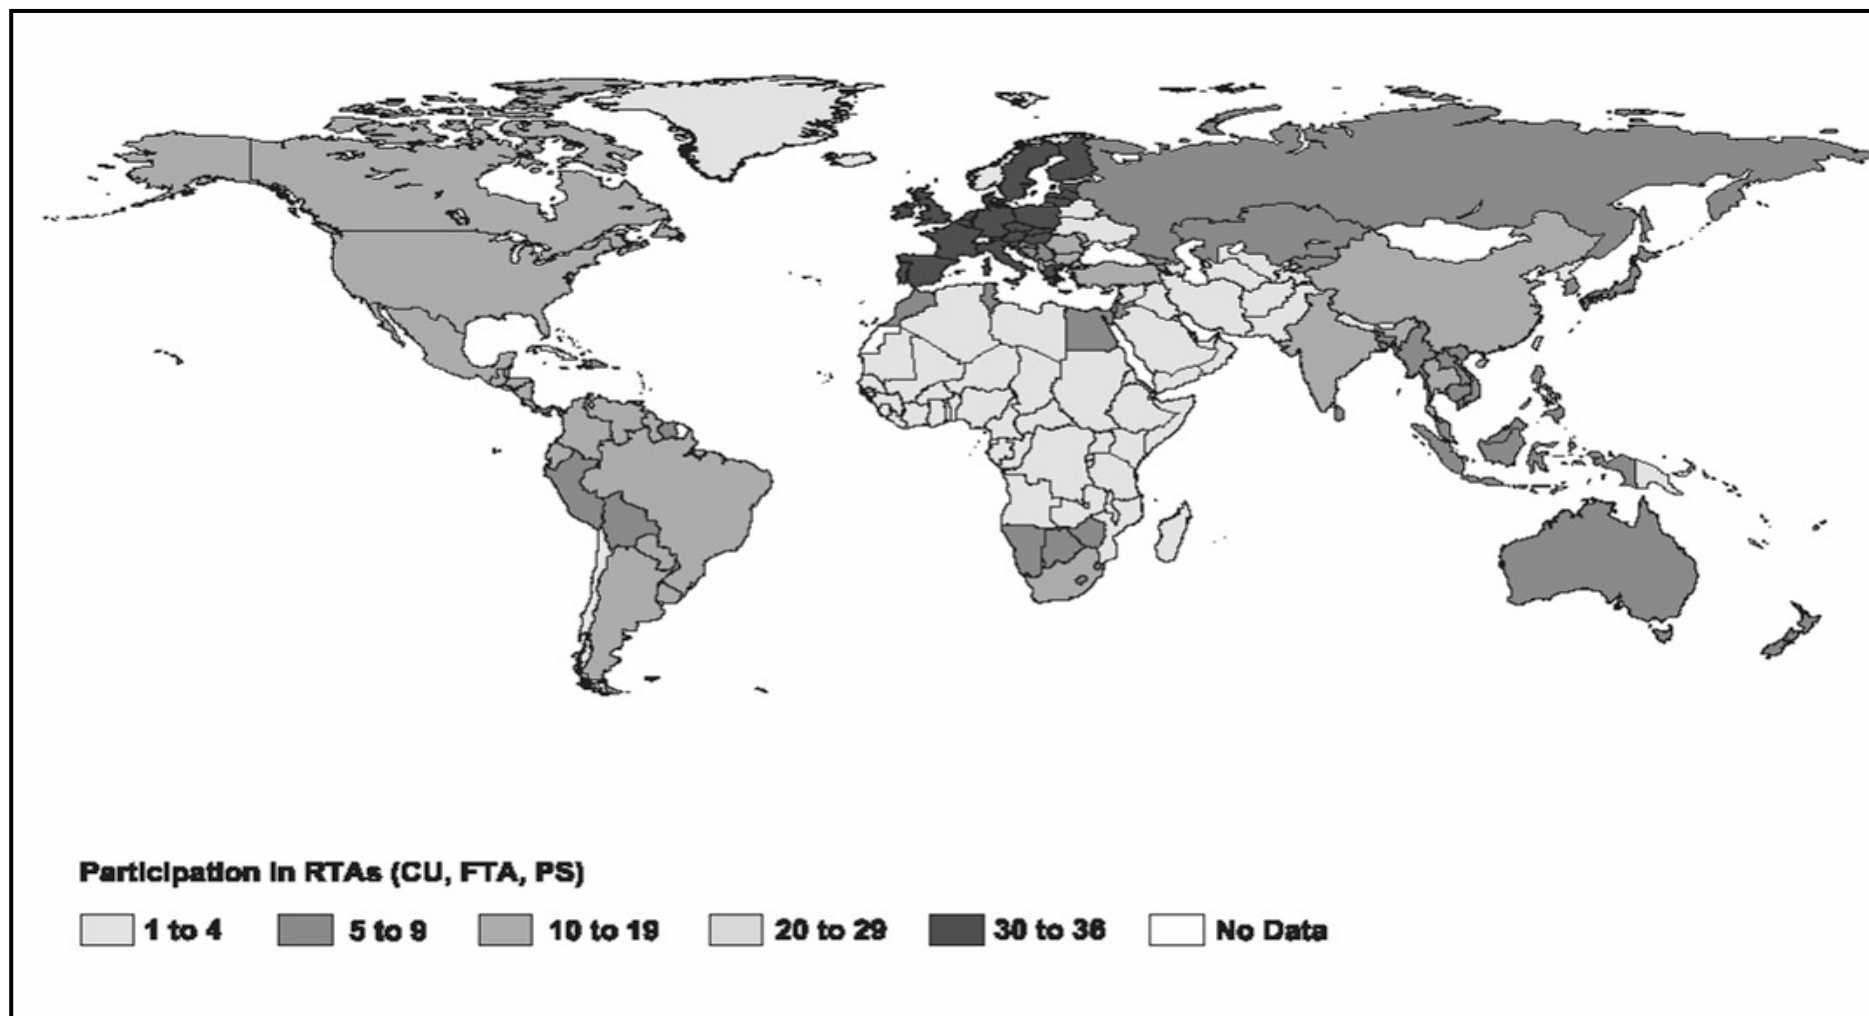 Participation in RTAs (CU, FTA, PS)
1 to 4 5 to 9 10 to 19 20 to 29 30 to 36 No Data